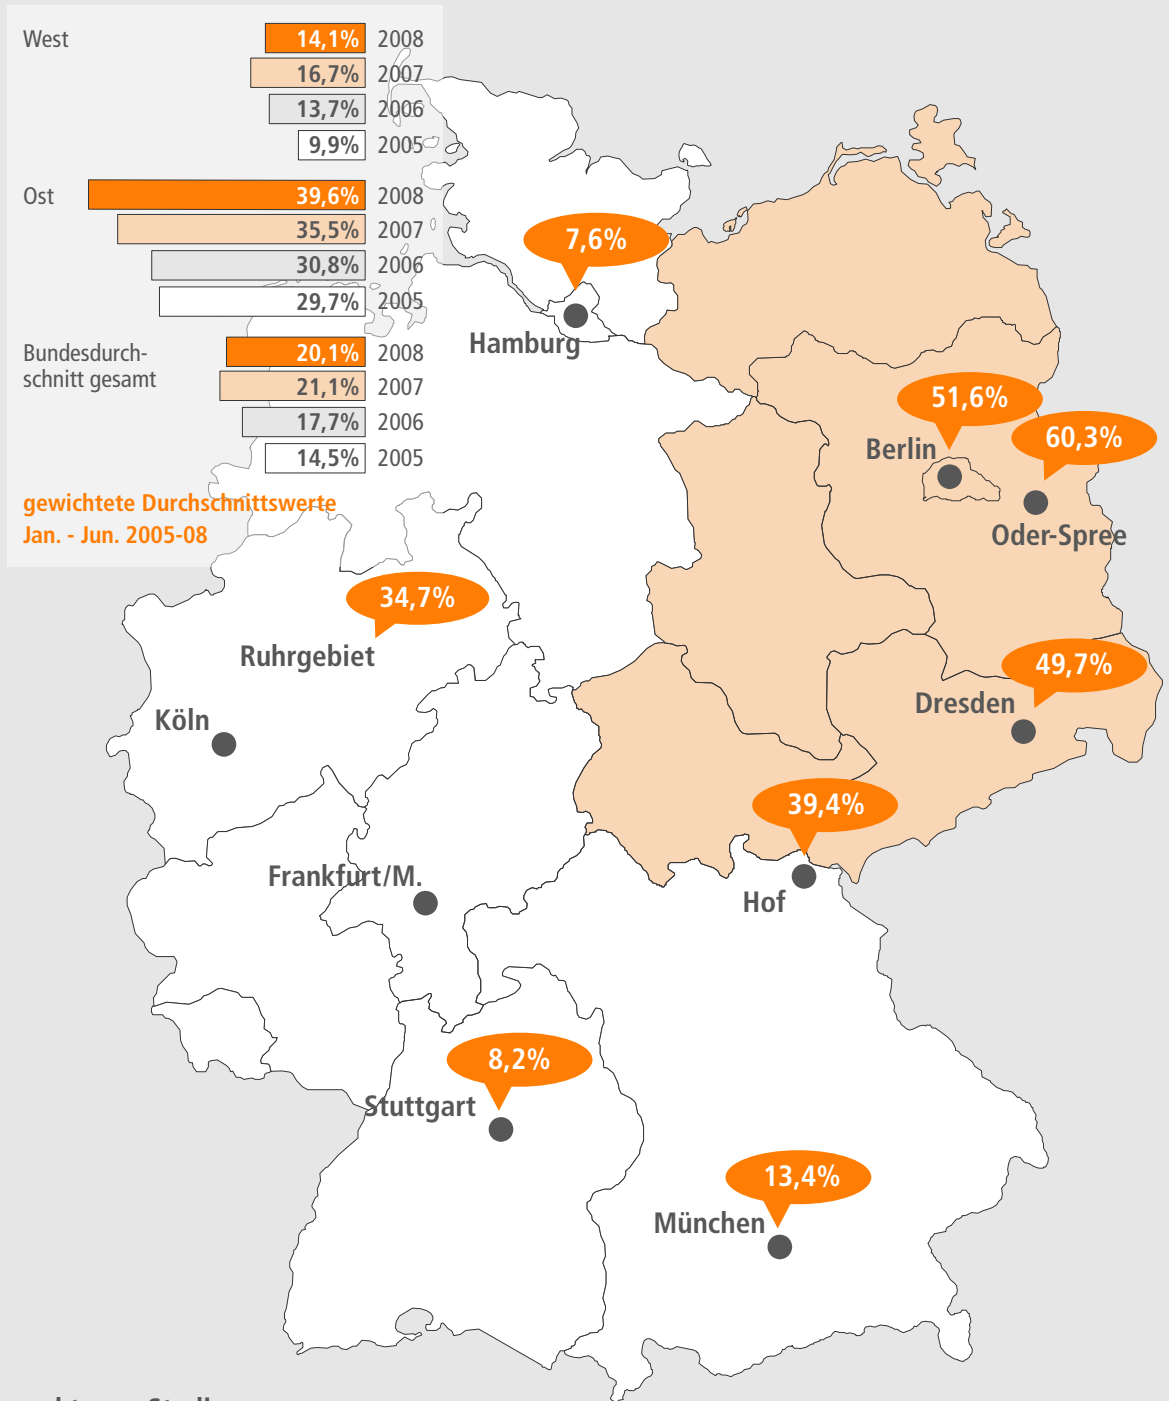 West
14,1% 2008
16,7% 2007
13,7% 2006
9,9% 2005
Ost
39,6% 2008
35,5% 2007
30,8% 2006
29,7% 2005
Bundesdurch-
schnitt gesamt
20,1% 2008
21,1% 2007
17,7% 2006
14,5% 2005
gewichtete Durchschnittswerte
Jan. - Jun. 2005-08
7,6%
Hamburg
51,6%
Berlin
60,3%
Oder-Spree
34,7%
Ruhrgebiet
49,7%
Dresden
Köln
39,4%
Hof
Frankfurt/M.
8,2%
Stuttgart
13,4%
München